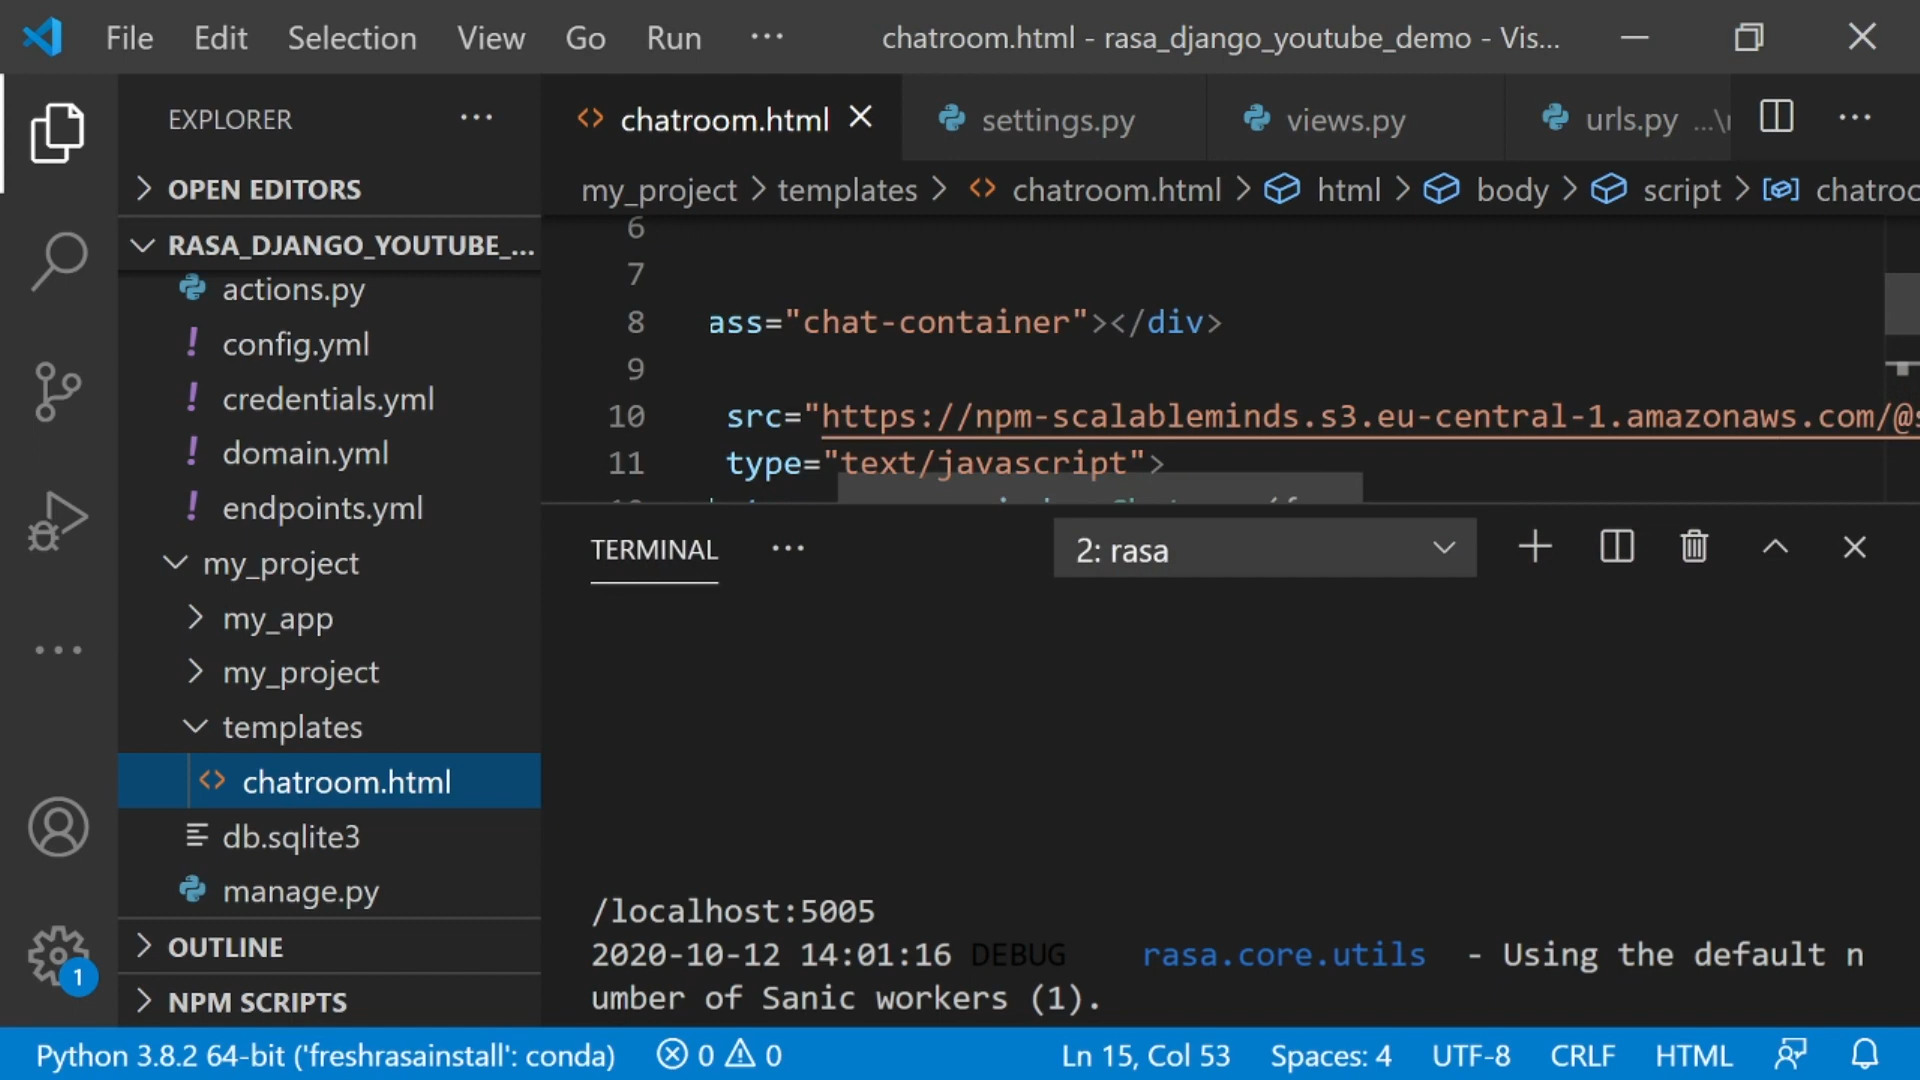 File Edit Selection View Go Run ... chatroom.html - rasa_django_youtube_demo - Vis...
EXPLORER ...
OPEN EDITORS
RASA_DJANGO_YOUTUBE_...
actions.py
config.yml
credentials.yml
domain.yml
endpoints.yml
my_project
my_app
my_project
templates
chatroom.html
db.sqlite3
manage.py
OUTLINE
NPM SCRIPTS
chatroom.html settings.py views.py urls.py ...\
my_project > templates > chatroom.html > html > body > script > chatroo
6
7
8 ass="chat-container"></div>
9
10 src="https://npm-scalableminds.s3.eu-central-1.amazonaws.com/@
11 type="text/javascript">
TERMINAL ... 2: rasa
/localhost:5005
2020-10-12 14:01:16 DEBUG rasa.core.utils - Using the default n
umber of Sanic workers (1).
1
Python 3.8.2 64-bit ('freshrasainstall': conda) 0 0 Ln 15, Col 53 Spaces: 4 UTF-8 CRLF HTML